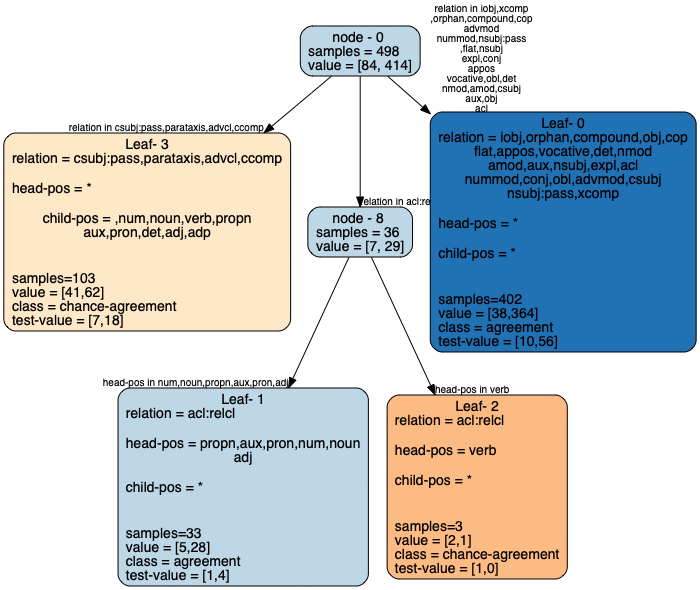 relation in iobj,xcomp
,orphan,compound,cop
advmod
nummod,nsubj:pass
,flat,nsubj
expl,conj
appos
vocative,obl,det
nmod,amod,csubj
aux,obj
acl
node - 0
samples = 498
value = [84, 414]
relation in csubj:pass,parataxis,advcl,ccomp
Leaf- 3
relation = csubj:pass,parataxis,advcl,ccomp
head-pos = *
child-pos = ,num,noun,verb,propn
aux,pron,det,adj,adp
samples=103
value = [41,62]
class = chance-agreement
test-value = [7,18]
relation in acl:re
node - 8
samples = 36
value = [7, 29]
Leaf- 0
relation = iobj,orphan,compound,obj,cop
flat,appos,vocative,det,nmod
amod,aux,nsubj,expl,acl
nummod,conj,obl,advmod,csubj
nsubj:pass,xcomp
head-pos = *
child-pos = *
samples=402
value = [38,364]
class = agreement
test-value = [10,56]
head-pos in num,noun,propn,aux,pron,adj
Leaf- 1
relation = acl:relcl
head-pos = propn,aux,pron,num,noun
adj
child-pos = *
samples=33
value = [5,28]
class = agreement
test-value = [1,4]
head-pos in verb
Leaf- 2
relation = acl:relcl
head-pos = verb
child-pos = *
samples=3
value = [2,1]
class = chance-agreement
test-value = [1,0]